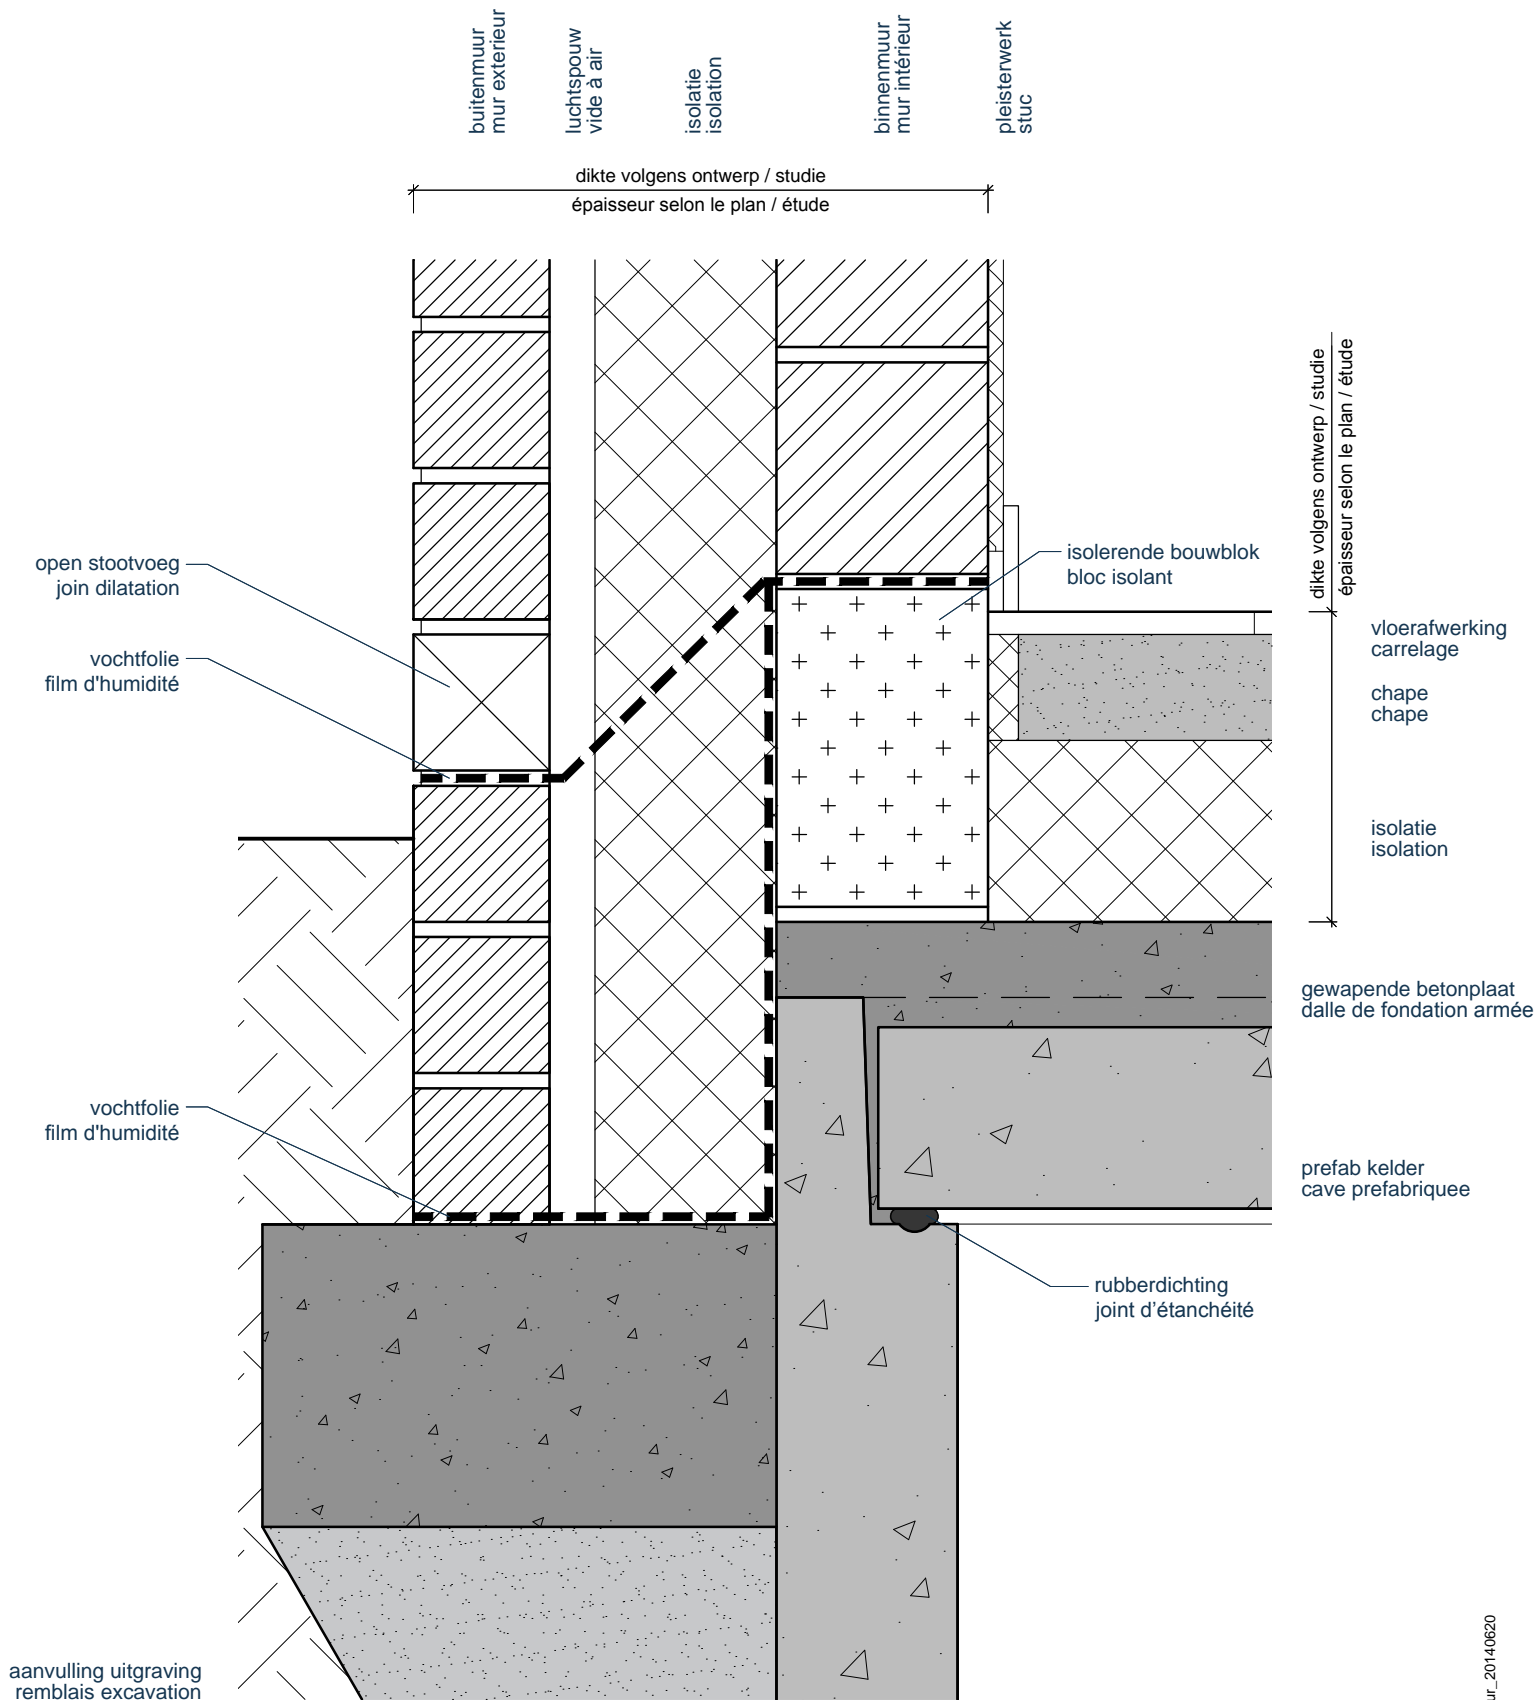 buitenmuur
mur exterieur
luchtspouw
vide à air
isolatie
isolation
binnenmuur
mur intérieur
pleisterwerk
stuc
dikte volgens ontwerp / studie
épaisseur selon le plan / étude
dikte volgens ontwerp / studie
épaisseur selon le plan / étude
open stootvoeg
join dilatation
isolerende bouwblok
bloc isolant
vloerafwerking
carrelage
vochtfolie
film d'humidité
chape
chape
isolatie
isolation
gewapende betonplaat
dalle de fondation armée
vochtfolie
film d'humidité
prefab kelder
cave prefabriquee
rubberdichting
joint d'étanchéité
aanvulling uitgraving
remblais excavation
ur_20140620